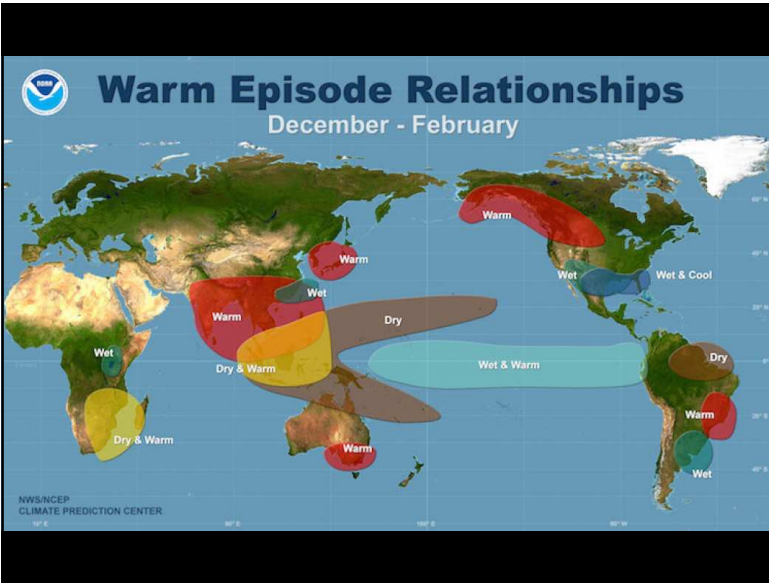 NOAA
Warm Episode Relationships
December - February
Warm
Warm
Wet
Wet & Cool
Warm
Wet
Dry
Wet
Dry & Warm
Wet & Warm
Dry
Warm
Dry & Warm
Warm
Wet
NWS/NCEP
CLIMATE PREDICTION CENTER